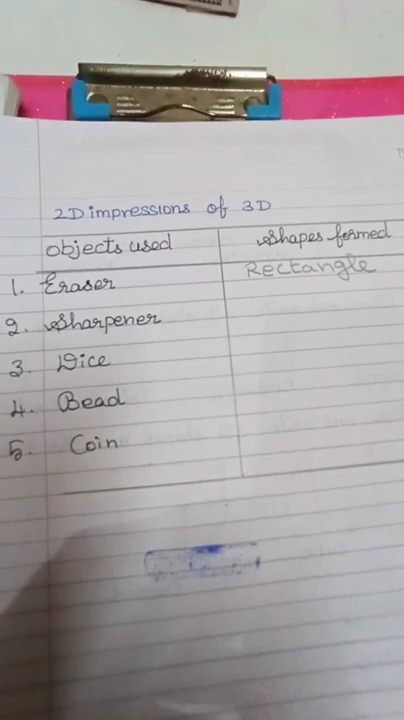 2D impressions of 3D
objects used shapes formed
1. Eraser Rectangle
2. Sharpener
3. Dice
4. Bead
5. Coin